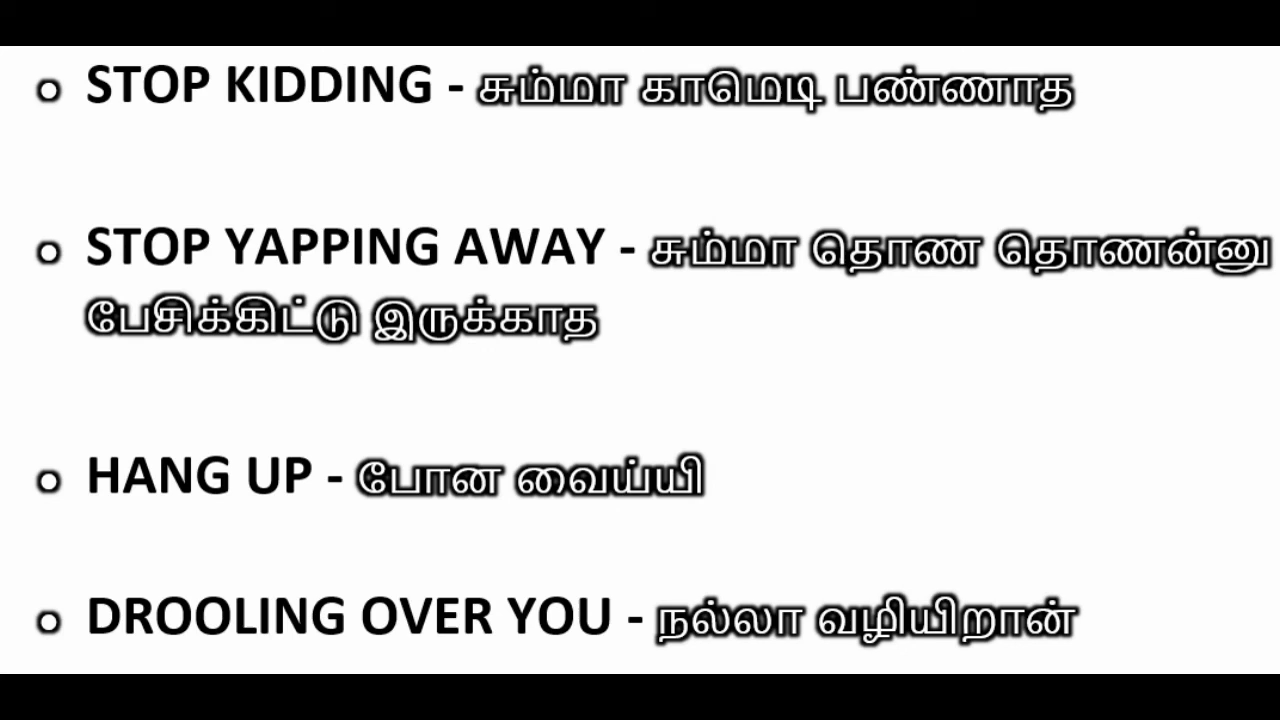 STOP KIDDING - சும்மா காமெடி பண்ணாத
STOP YAPPING AWAY - சும்மா தொண தொணன்னு
பேசிக்கிட்டு இருக்காத
HANG UP - போன வைய்யி
DROOLING OVER YOU - நல்லா வழியிறான்